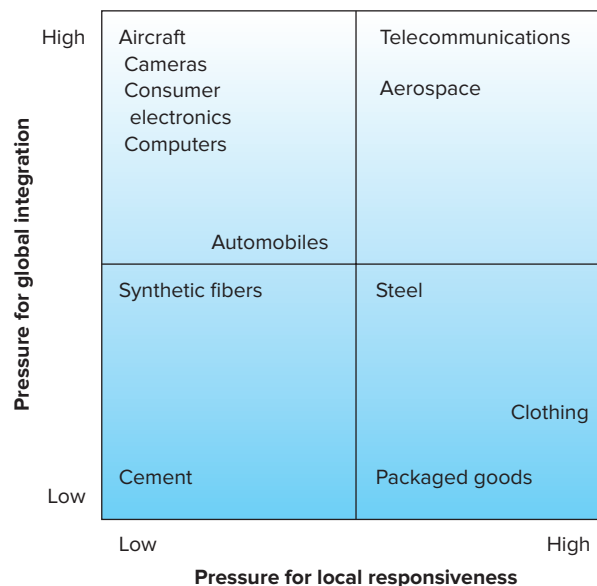 High
Aircraft
Cameras
Consumer
electronics
Computers
Automobiles
Telecommunications
Aerospace
Pressure for global integration
Synthetic fibers
Cement
Steel
Clothing
Packaged goods
Low
Low
High
Pressure for local responsiveness